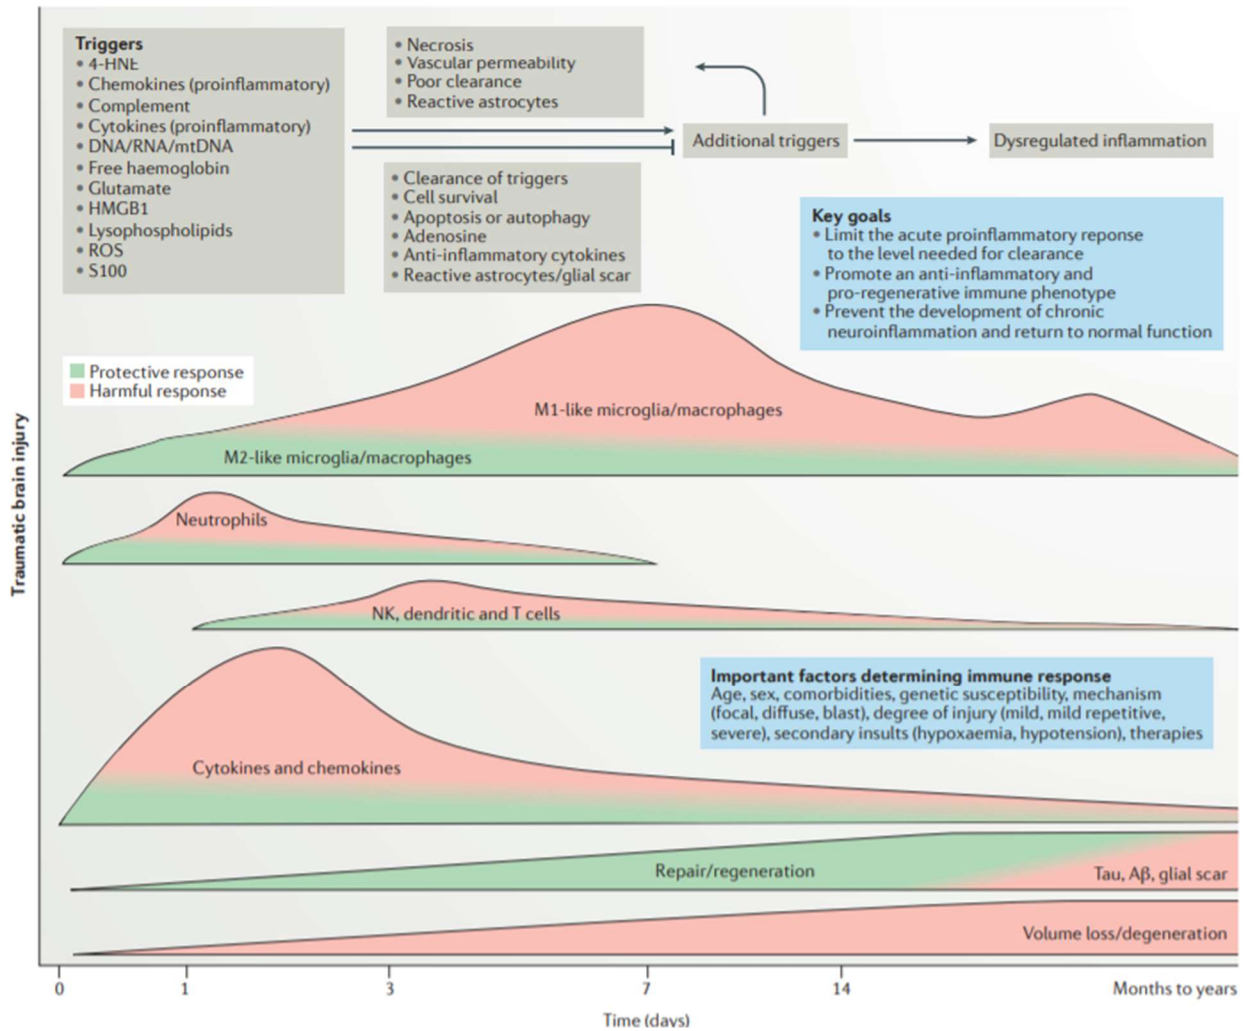 Triggers
• 4-HNE
• Chemokines (proinflammatory)
• Complement
• Cytokines (proinflammatory)
• DNA/RNA/mtDNA
• Free haemoglobin
• Glutamate
• HMGB1
• Lysophospholipids
• ROS
• S100
• Necrosis
• Vascular permeability
• Poor clearance
• Reactive astrocytes
• Clearance of triggers
• Cell survival
• Apoptosis or autophagy
• Adenosine
• Anti-inflammatory cytokines
• Reactive astrocytes/glial scar
Additional triggers
Dysregulated inflammation
Key goals
• Limit the acute proinflammatory reponse
to the level needed for clearance
• Promote an anti-inflammatory and
pro-regenerative immune phenotype
• Prevent the development of chronic
neuroinflammation and return to normal function
Protective response
Harmful response
Traumatic brain injury
M1-like microglia/macrophages
M2-like microglia/macrophages
Neutrophils
NK, dendritic and T cells
Important factors determining immune response
Age, sex, comorbidities, genetic susceptibility, mechanism
(focal, diffuse, blast), degree of injury (mild, mild repetitive,
severe), secondary insults (hypoxaemia, hypotension), therapies
Cytokines and chemokines
Repair/regeneration
Tau, Aβ, glial scar
Volume loss/degeneration
0 1 3 7 14 Months to years
Time (days)